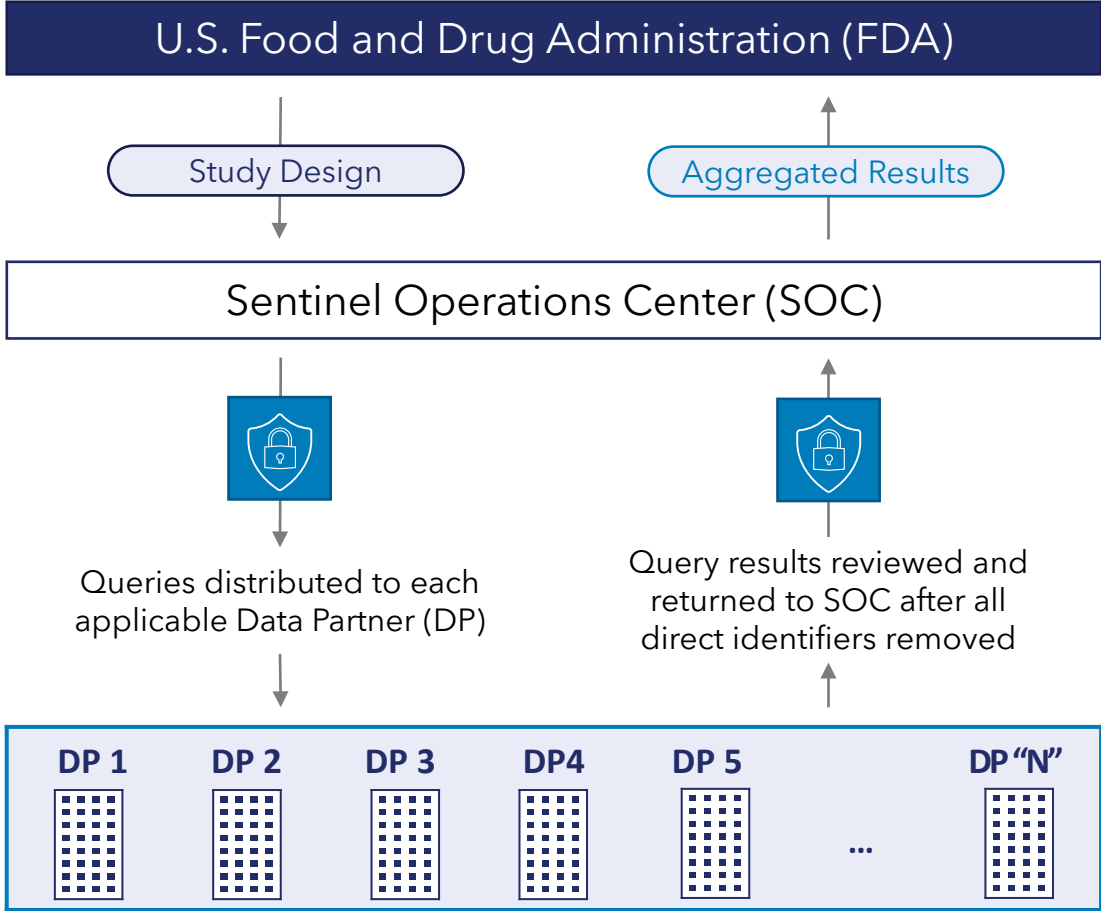 U.S. Food and Drug Administration (FDA)
Study Design
Aggregated Results
Sentinel Operations Center (SOC)
Queries distributed to each
applicable Data Partner (DP)
Query results reviewed and
returned to SOC after all
direct identifiers removed
DP 1
DP 2
DP 3
DP4
DP 5
DP “N”
...